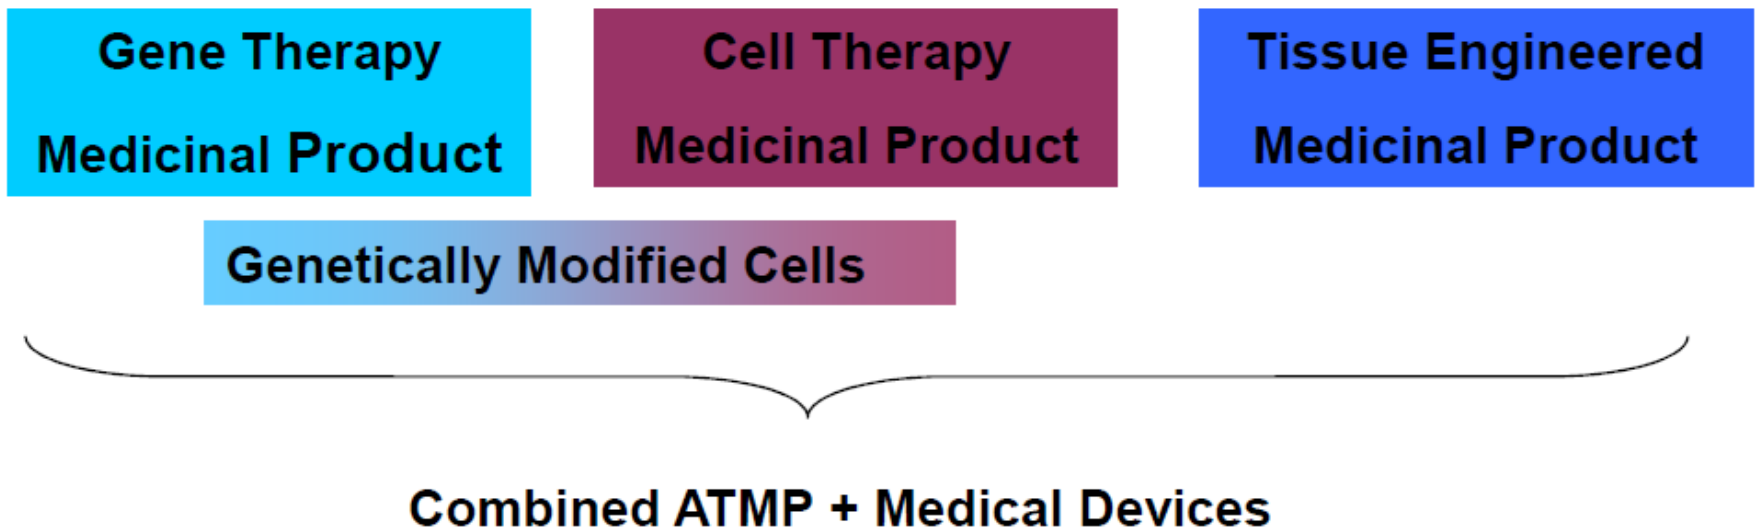 Gene Therapy
Medicinal Product
Cell Therapy
Medicinal Product
Tissue Engineered
Medicinal Product
Genetically Modified Cells
Combined ATMP + Medical Devices